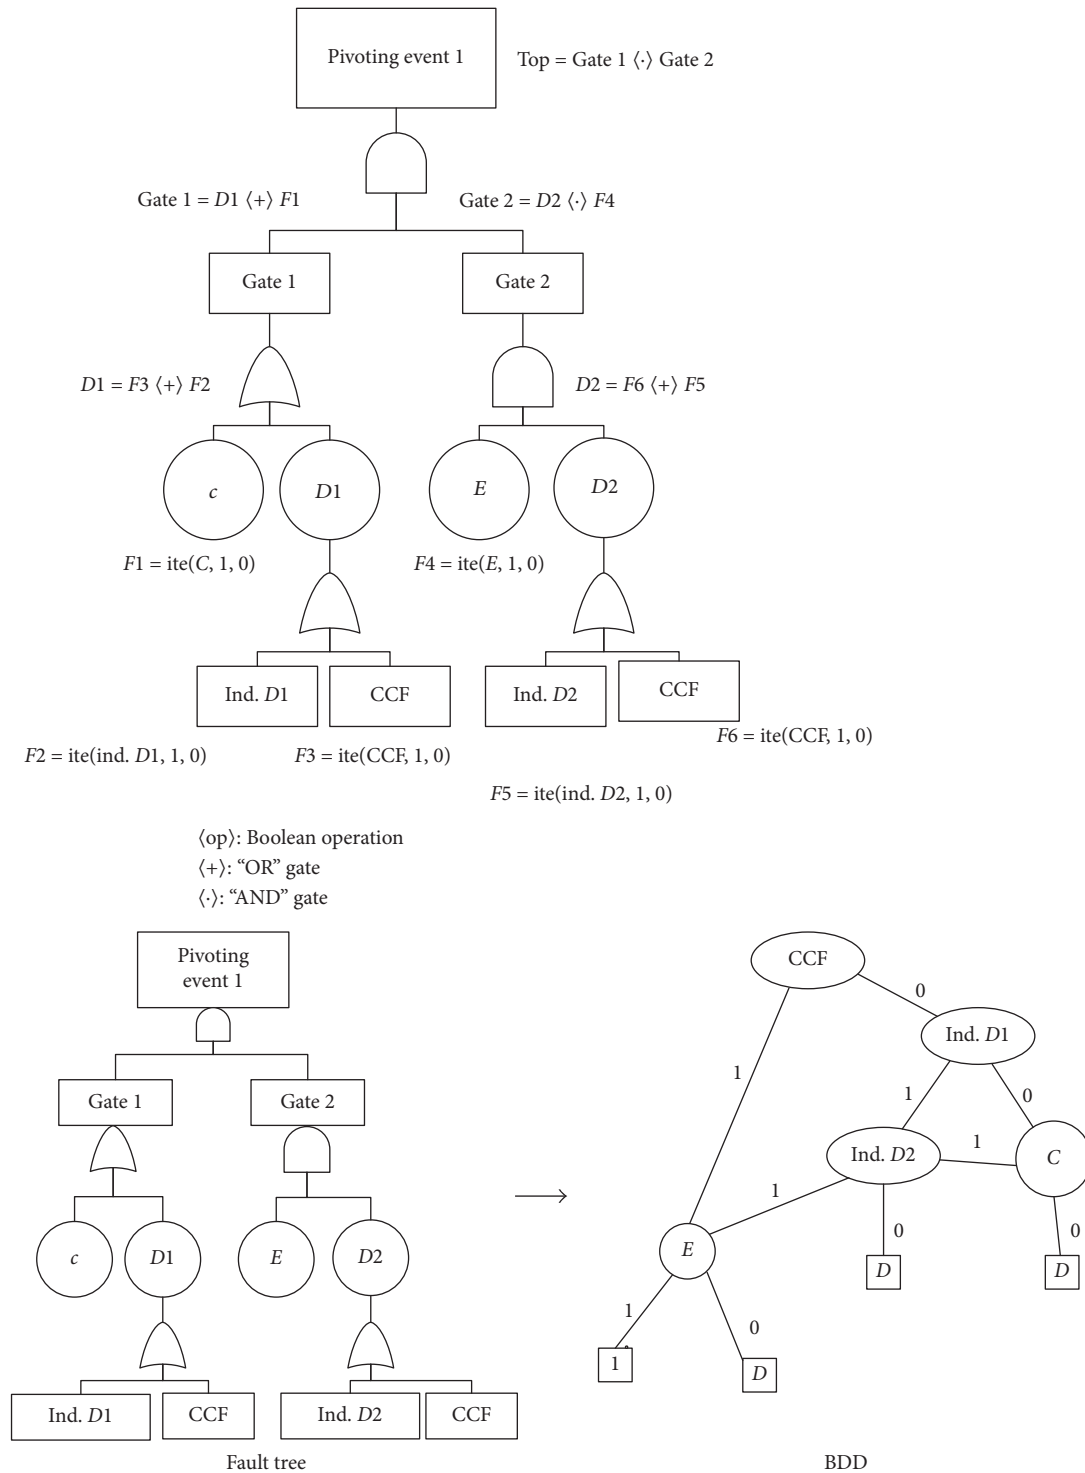 Pivoting event 1
Top = Gate 1 ⟨·⟩ Gate 2
Gate 1 = D1 ⟨+⟩ F1
Gate 2 = D2 ⟨·⟩ F4
Gate 1
Gate 2
D1 = F3 ⟨+⟩ F2
D2 = F6 ⟨+⟩ F5
c
D1
E
D2
F1 = ite(C, 1, 0)
F4 = ite(E, 1, 0)
Ind. D1
CCF
Ind. D2
CCF
F2 = ite(ind. D1, 1, 0)
F3 = ite(CCF, 1, 0)
F6 = ite(CCF, 1, 0)
F5 = ite(ind. D2, 1, 0)
⟨op⟩: Boolean operation
⟨+⟩: “OR” gate
⟨·⟩: “AND” gate
Pivoting
event 1
Gate 1
Gate 2
c
D1
E
D2
Ind. D1
CCF
Ind. D2
CCF
Fault tree
CCF
0
Ind. D1
1
1
0
Ind. D2
1
C
1
0
0
E
D
D
1
0
1
D
BDD